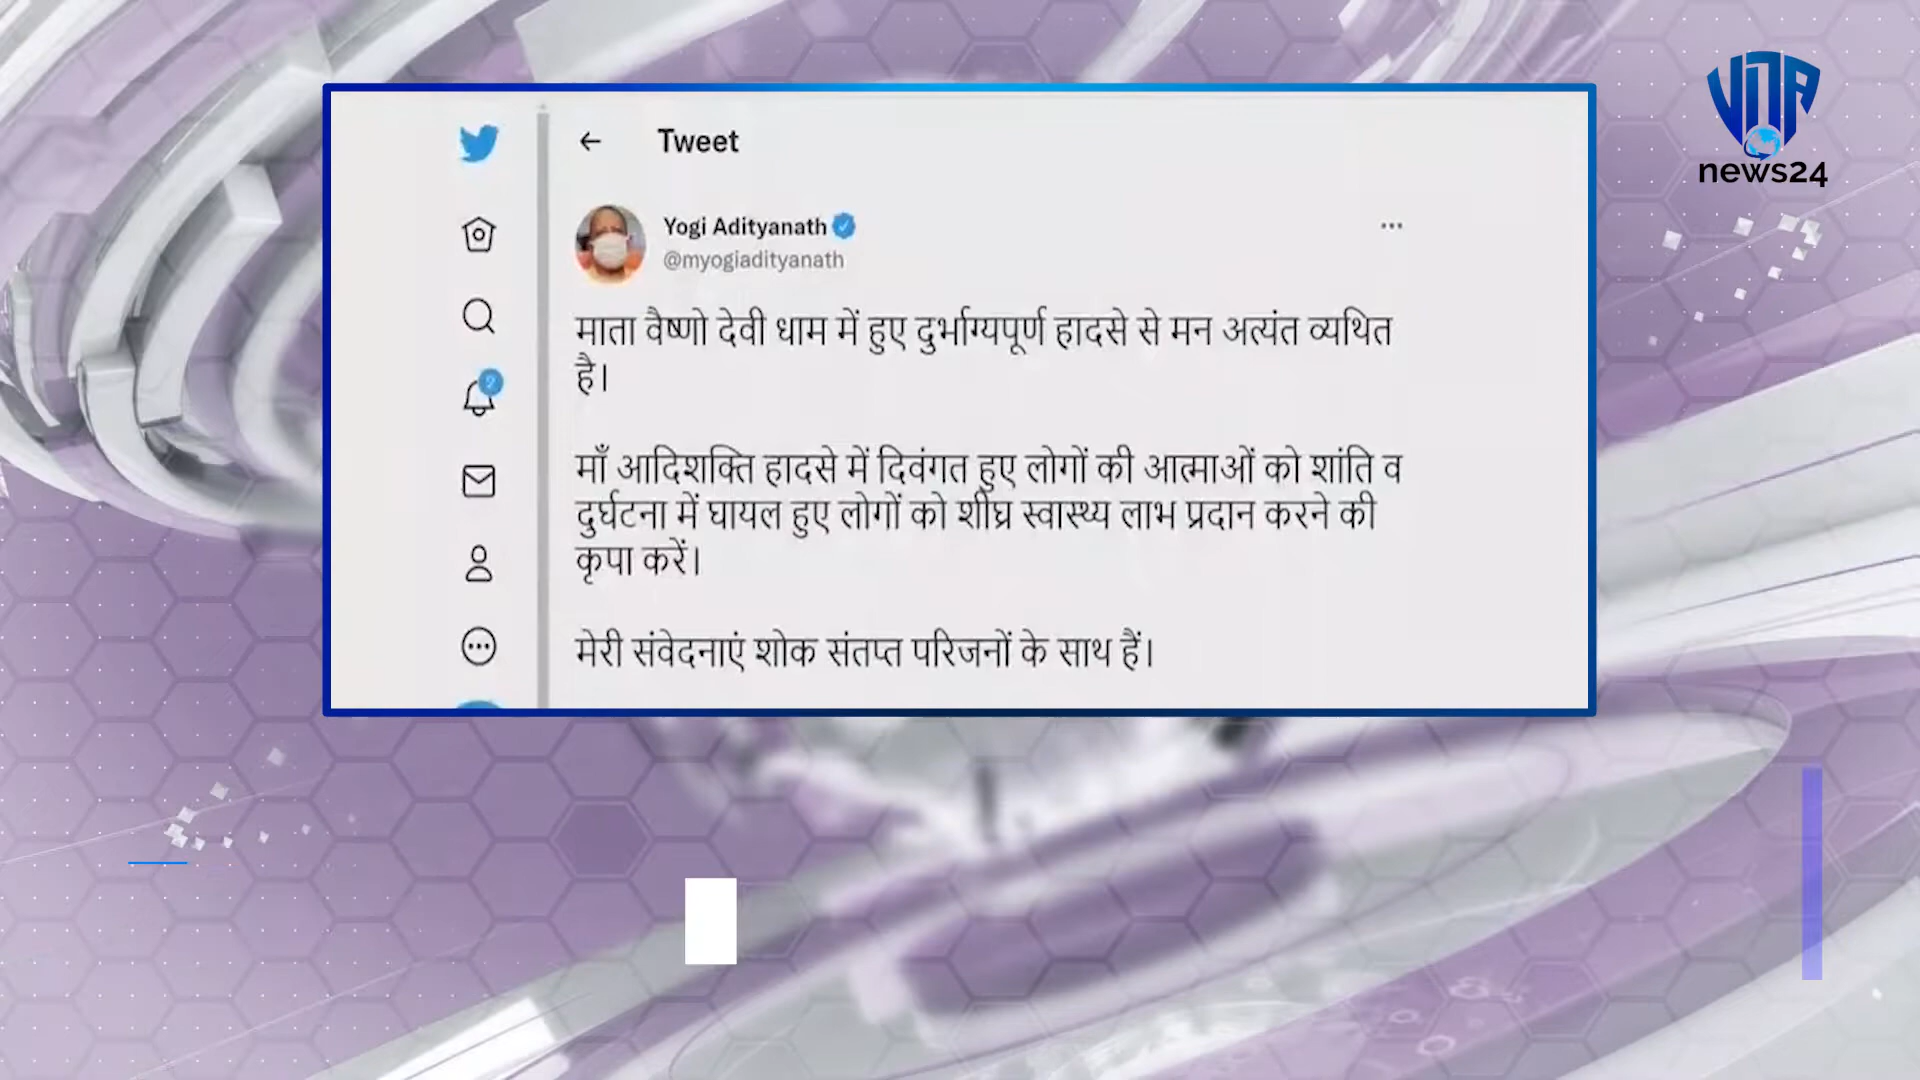 Tweet
Yogi Adityanath
@myogiadityanath
माता वैष्णो देवी धाम में हुए दुर्भाग्यपूर्ण हादसे से मन अत्यंत व्यथित
है।
माँ आदिशक्ति हादसे में दिवंगत हुए लोगों की आत्माओं को शांति व
दुर्घटना में घायल हुए लोगों को शीघ्र स्वास्थ्य लाभ प्रदान करने की
कृपा करें।
मेरी संवेदनाएं शोक संतप्त परिजनों के साथ हैं।
news24